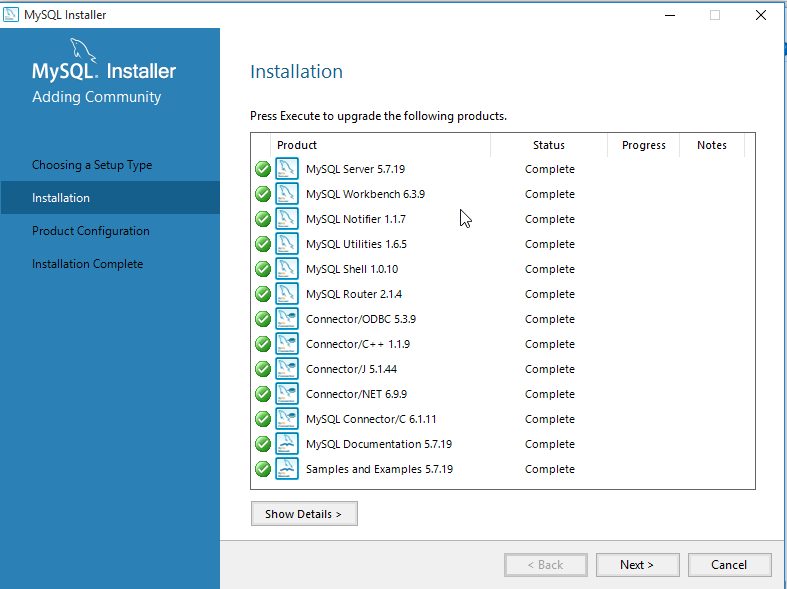 MySQL Installer
MySQL. Installer
Adding Community
Choosing a Setup Type
Installation
Product Configuration
Installation Complete
Installation
Press Execute to upgrade the following products.
Product Status Progress Notes
MySQL Server 5.7.19 Complete
MySQL Workbench 6.3.9 Complete
MySQL Notifier 1.1.7 Complete
MySQL Utilities 1.6.5 Complete
MySQL Shell 1.0.10 Complete
MySQL Router 2.1.4 Complete
Connector/ODBC 5.3.9 Complete
Connector/C++ 1.1.9 Complete
Connector/J 5.1.44 Complete
Connector/NET 6.9.9 Complete
MySQL Connector/C 6.1.11 Complete
MySQL Documentation 5.7.19 Complete
Samples and Examples 5.7.19 Complete
Show Details >
< Back Next > Cancel